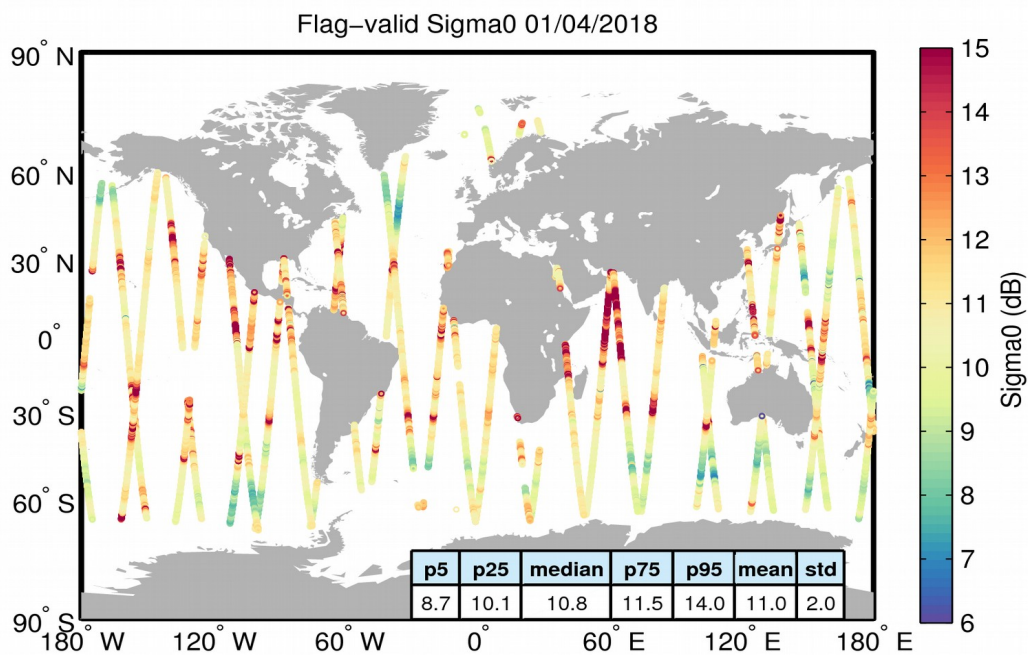 Flag-valid Sigma0 01/04/2018
90° N
60° N
30° N
0°
30° S
60° S
90° S
180° W
120° W
60° W
0°
60° E
120° E
180° E
p5 p25 median p75 p95 mean std
8.7 10.1 10.8 11.5 14.0 11.0 2.0
15
14
13
12
11
10
9
8
7
6
Sigma0 (dB)